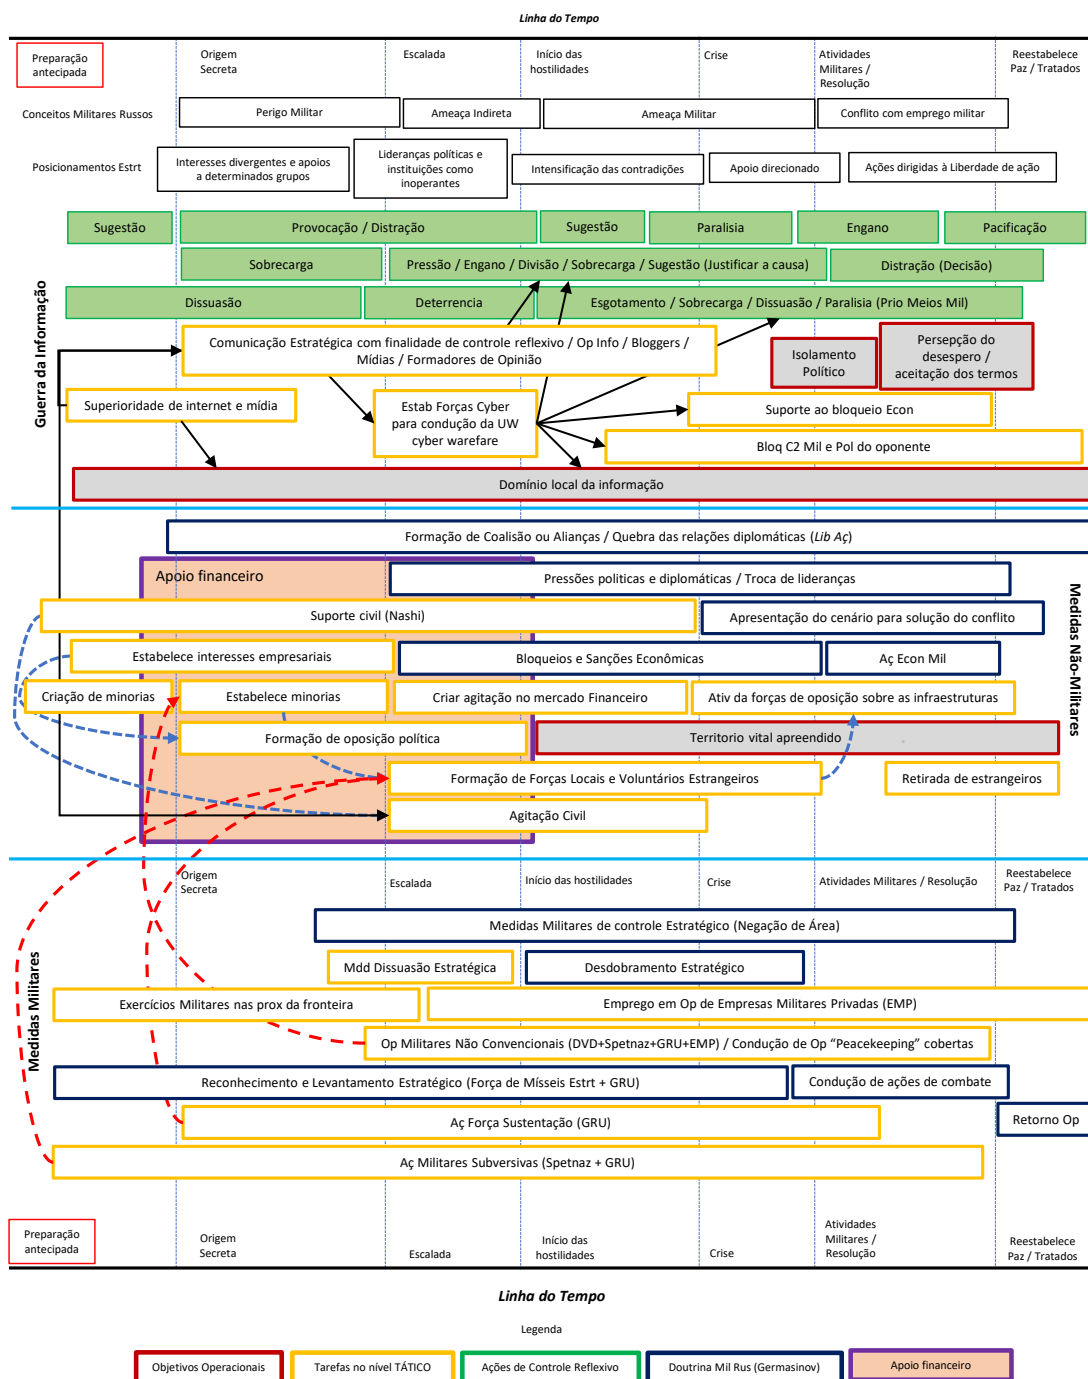 Linha do Tempo
Preparação
antecipada
Origem
Secreta
Escalada
Início das
hostilidades
Crise
Atividades
Militares /
Resolução
Reestabelece
Paz / Tratados
Conceitos Militares Russos
Perigo Militar
Ameaça Indireta
Ameaça Militar
Conflito com emprego militar
Posicionamentos Estrt
Interesses divergentes e apoios
a determinados grupos
Lideranças políticas e
instituições como
inoperantes
Intensificação das contradições
Apoio direcionado
Ações dirigidas à Liberdade de ação
Guerra da Informação
Sugestão
Provocação / Distração
Sugestão
Paralisia
Engano
Pacificação
Sobrecarga
Pressão / Engano / Divisão / Sobrecarga / Sugestão (Justificar a causa)
Distração (Decisão)
Dissuasão
Deterrencia
Esgotamento / Sobrecarga / Dissuasão / Paralisia (Prio Meios Mil)
Comunicação Estratégica com finalidade de controle reflexivo / Op Info / Bloggers /
Mídias / Formadores de Opinião
Isolamento
Político
Persepção do
desespero /
aceitação dos termos
Superioridade de internet e mídia
Estab Forças Cyber
para condução da UW
cyber warefare
Suporte ao bloqueio Econ
Bloq C2 Mil e Pol do oponente
Domínio local da informação
Medidas Não-Militares
Formação de Coalisão ou Alianças / Quebra das relações diplomáticas (Lib Aç)
Apoio financeiro
Pressões politicas e diplomáticas / Troca de lideranças
Suporte civil (Nashi)
Apresentação do cenário para solução do conflito
Estabelece interesses empresariais
Bloqueios e Sanções Econômicas
Aç Econ Mil
Criação de minorias
Estabelece minorias
Criar agitação no mercado Financeiro
Ativ da forças de oposição sobre as infraestruturas
Formação de oposição política
Territorio vital apreendido
Formação de Forças Locais e Voluntários Estrangeiros
Retirada de estrangeiros
Agitação Civil
Origem
Secreta
Escalada
Início das hostilidades
Crise
Atividades Militares / Resolução
Reestabelece
Paz / Tratados
Medidas Militares
Medidas Militares de controle Estratégico (Negação de Área)
Mdd Dissuasão Estratégica
Desdobramento Estratégico
Exercícios Militares nas prox da fronteira
Emprego em Op de Empresas Militares Privadas (EMP)
Op Militares Não Convencionais (DVD+Spetnaz+GRU+EMP) / Condução de Op “Peacekeeping” cobertas
Reconhecimento e Levantamento Estratégico (Força de Mísseis Estrt + GRU)
Condução de ações de combate
Aç Força Sustentação (GRU)
Retorno Op
Aç Militares Subversivas (Spetnaz + GRU)
Preparação
antecipada
Origem
Secreta
Escalada
Início das
hostilidades
Crise
Atividades
Militares /
Resolução
Reestabelece
Paz / Tratados
Linha do Tempo
Legenda
Objetivos Operacionais
Tarefas no nível TÁTICO
Ações de Controle Reflexivo
Doutrina Mil Rus (Germasinov)
Apoio financeiro